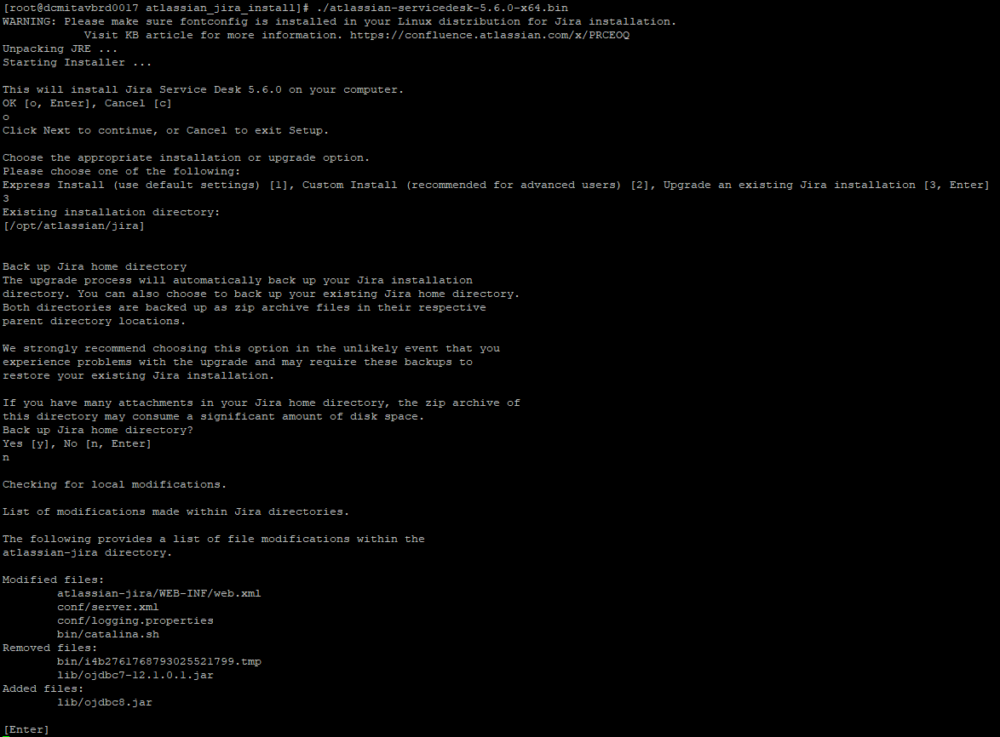 [root@dcmitavbrd0017 atlassian_jira_install]# ./atlassian-servicedesk-5.6.0-x64.bin
WARNING: Please make sure fontconfig is installed in your Linux distribution for Jira installation.
Visit KB article for more information. https://confluence.atlassian.com/x/PRCEOQ
Unpacking JRE ...
Starting Installer ...
This will install Jira Service Desk 5.6.0 on your computer.
OK [o, Enter], Cancel [c]
o
Click Next to continue, or Cancel to exit Setup.
Choose the appropriate installation or upgrade option.
Please choose one of the following:
Express Install (use default settings) [1], Custom Install (recommended for advanced users) [2], Upgrade an existing Jira installation [3, Enter]
3
Existing installation directory:
[/opt/atlassian/jira]
Back up Jira home directory
The upgrade process will automatically back up your Jira installation
directory. You can also choose to back up your existing Jira home directory.
Both directories are backed up as zip archive files in their respective
parent directory locations.
We strongly recommend choosing this option in the unlikely event that you
experience problems with the upgrade and may require these backups to
restore your existing Jira installation.
If you have many attachments in your Jira home directory, the zip archive of
this directory may consume a significant amount of disk space.
Back up Jira home directory?
Yes [y], No [n, Enter]
n
Checking for local modifications.
List of modifications made within Jira directories.
The following provides a list of file modifications within the
atlassian-jira directory.
Modified files:
atlassian-jira/WEB-INF/web.xml
conf/server.xml
conf/logging.properties
bin/catalina.sh
Removed files:
bin/i4b2761768793025521799.tmp
lib/ojdbc7-12.1.0.1.jar
Added files:
lib/ojdbc8.jar
[Enter]